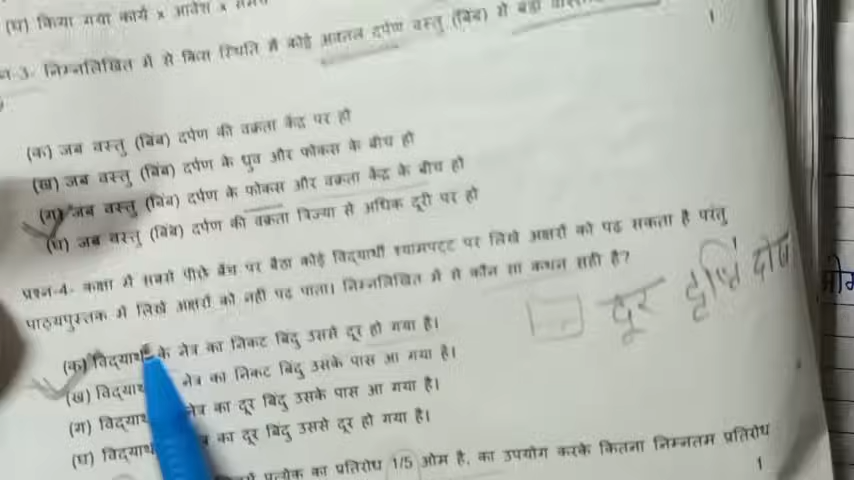 (घ) किया गया कार्य x आवेश x समय
न-3- निम्नलिखित में से किस स्थिति में कोई अवतल दर्पण वस्तु (बिंब) से बड़ा
1
(क) जब वस्तु (बिंब) दर्पण की वक्रता केंद्र पर हो
(ख) जब वस्तु (बिंब) दर्पण के ध्रुव और फोकस के बीच हो
(ग) जब वस्तु (बिंब) दर्पण के फोकस और वक्रता केंद्र के बीच हो
(घ) जब वस्तु (बिंब) दर्पण की वक्रता त्रिज्या से अधिक दूरी पर हो
प्रश्न-4- कक्षा में सबसे पीछे बैंच पर बैठा कोई विद्यार्थी श्यामपट्ट पर लिखे अक्षरों को पढ़ सकता है परंतु
पाठ्यपुस्तक में लिखे अक्षरों को नहीं पढ़ पाता। निम्नलिखित में से कौन सा कथन सही है?
दूर दृष्टि दोष
(क) विद्यार्थी के नेत्र का निकट बिंदु उससे दूर हो गया है।
(ख) विद्या नेत्र का निकट बिंदु उसके पास आ गया है।
(ग) विद्या नेत्र का दूर बिंदु उसके पास आ गया है।
(घ) विद्या का दूर बिंदु उससे दूर हो गया है।
प्रत्येक का प्रतिरोध 1/5 ओम है, का उपयोग करके कितना निम्नतम प्रतिरोध
1